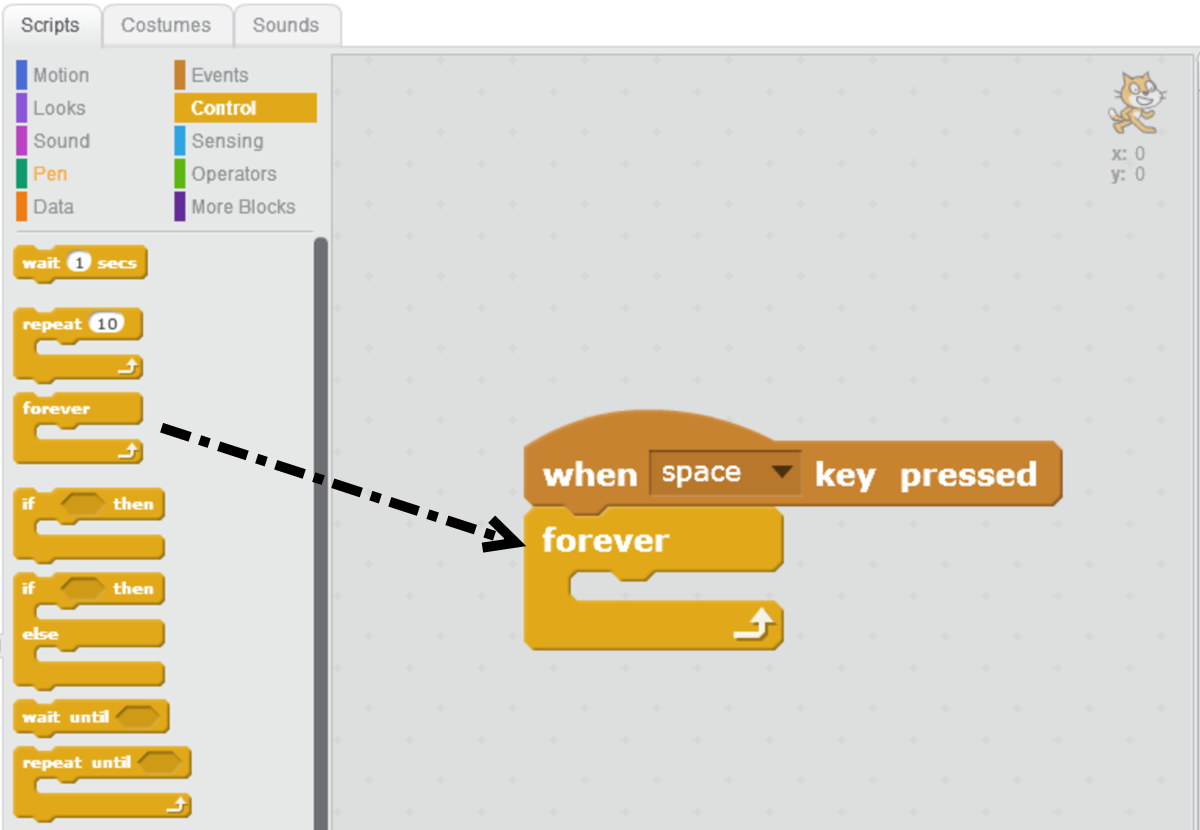 Scripts
Costumes
Sounds
Motion
Events
Looks
Control
Sound
Sensing
Pen
Operators
Data
More Blocks
x: 0
y: 0
wait 1 secs
repeat 10
forever
if then
if then
else
wait until
repeat until
when space key pressed
forever